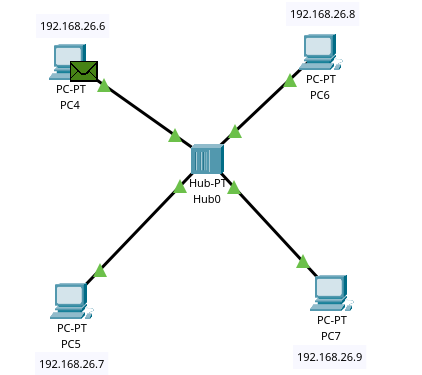 192.168.26.6
PC-PT
PC4
192.168.26.8
PC-PT
PC6
Hub-PT
Hub0
PC-PT
PC5
192.168.26.7
PC-PT
PC7
192.168.26.9